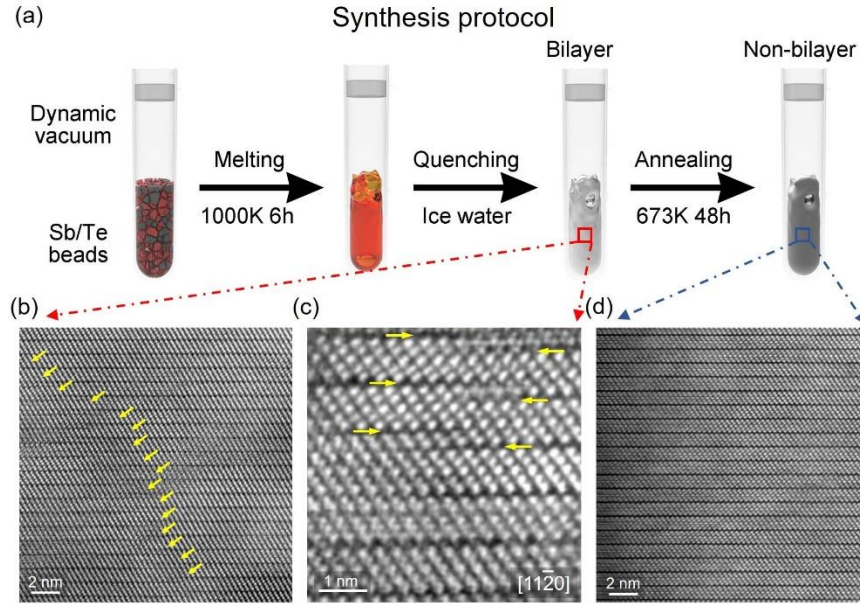 (a)
Synthesis protocol
Bilayer
Non-bilayer
Dynamic
vacuum
Melting
Quenching
Annealing
1000K 6h
Ice water
673K 48h
Sb/Te
beads
(b)
(c)
(d)
2 nm
1 nm
[112̄0]
2 nm